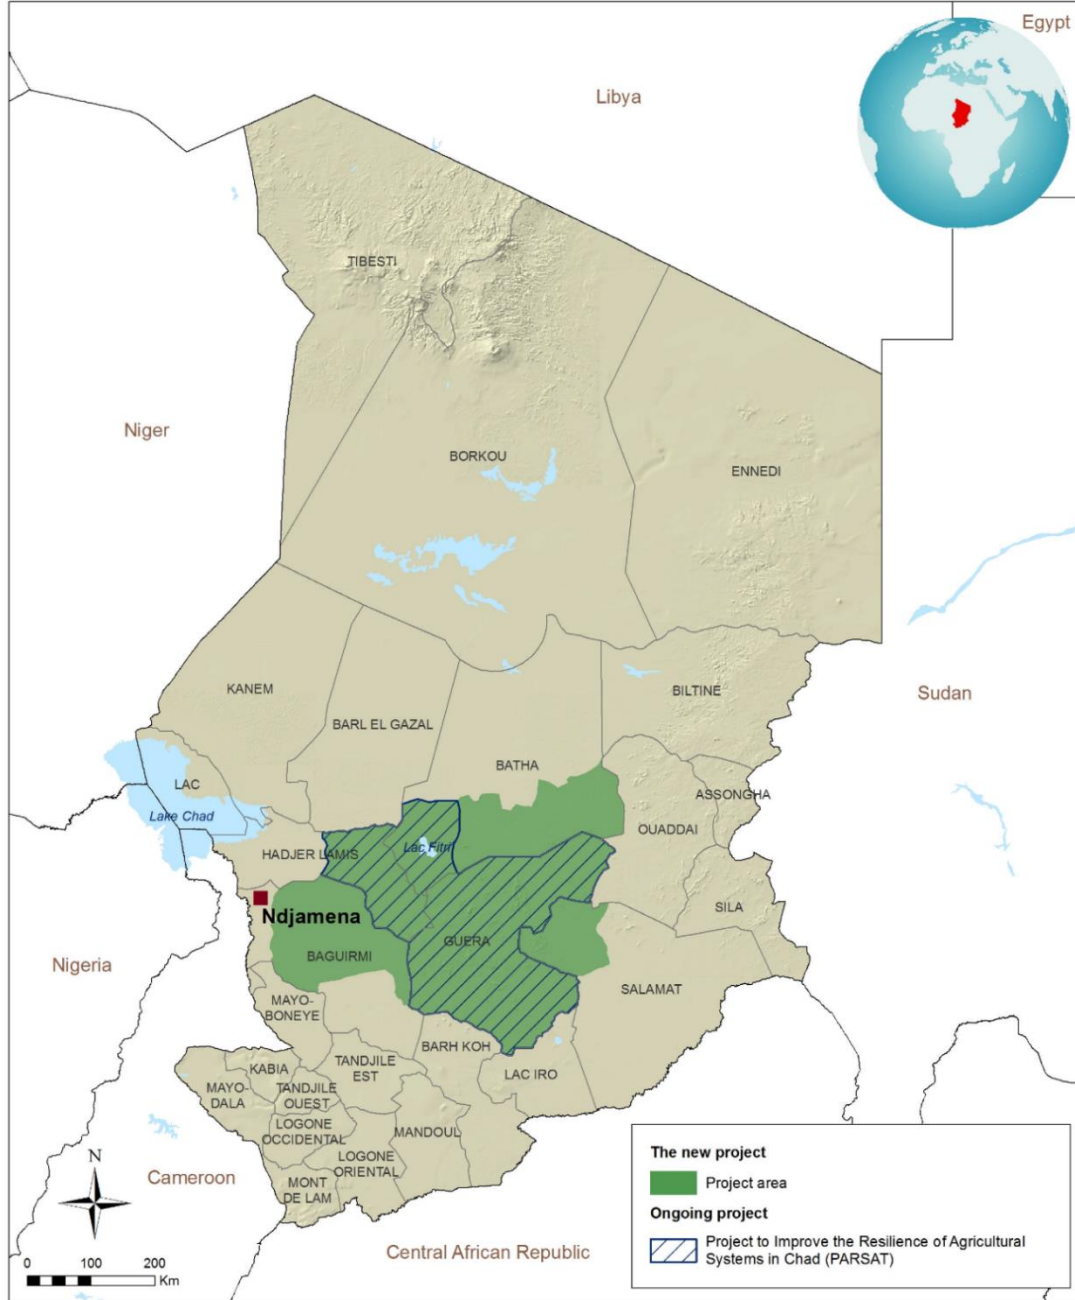 Egypt
Libya
TIBESTI
Niger
BORKOU
ENNEDI
KANEM
BILTINE
Sudan
BARL EL GAZAL
BATHA
LAC
ASSONGHA
Lake Chad
OUADDAI
HADJER LAMIS
Lac Fitri
Ndjamena
SILA
GUERA
BAGUIRMI
Nigeria
SALAMAT
MAYO-
BONEYE
BARH KOH
TANDJILE
EST
KABIA
LAC IRO
MAYO-
DALA
TANDJILE
OUEST
LOGONE
OCCIDENTAL
MANDOUL
LOGONE
ORIENTAL
MONT
DE LAM
Cameroon
Central African Republic
N
0 100 200
Km
The new project
Project area
Ongoing project
Project to Improve the Resilience of Agricultural
Systems in Chad (PARSAT)